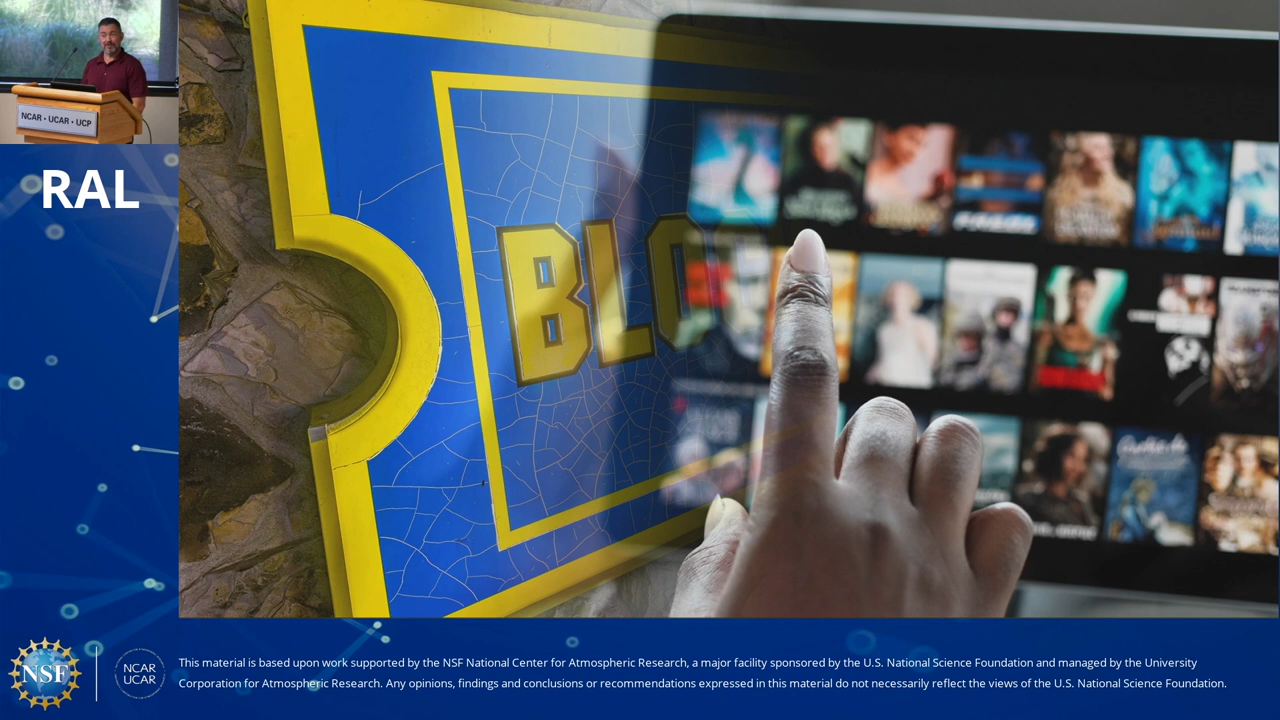 NCAR • UCAR • UCP
RAL
BLO
NSF
NCAR
UCAR
This material is based upon work supported by the NSF National Center for Atmospheric Research, a major facility sponsored by the U.S. National Science Foundation and managed by the University
Corporation for Atmospheric Research. Any opinions, findings and conclusions or recommendations expressed in this material do not necessarily reflect the views of the U.S. National Science Foundation.